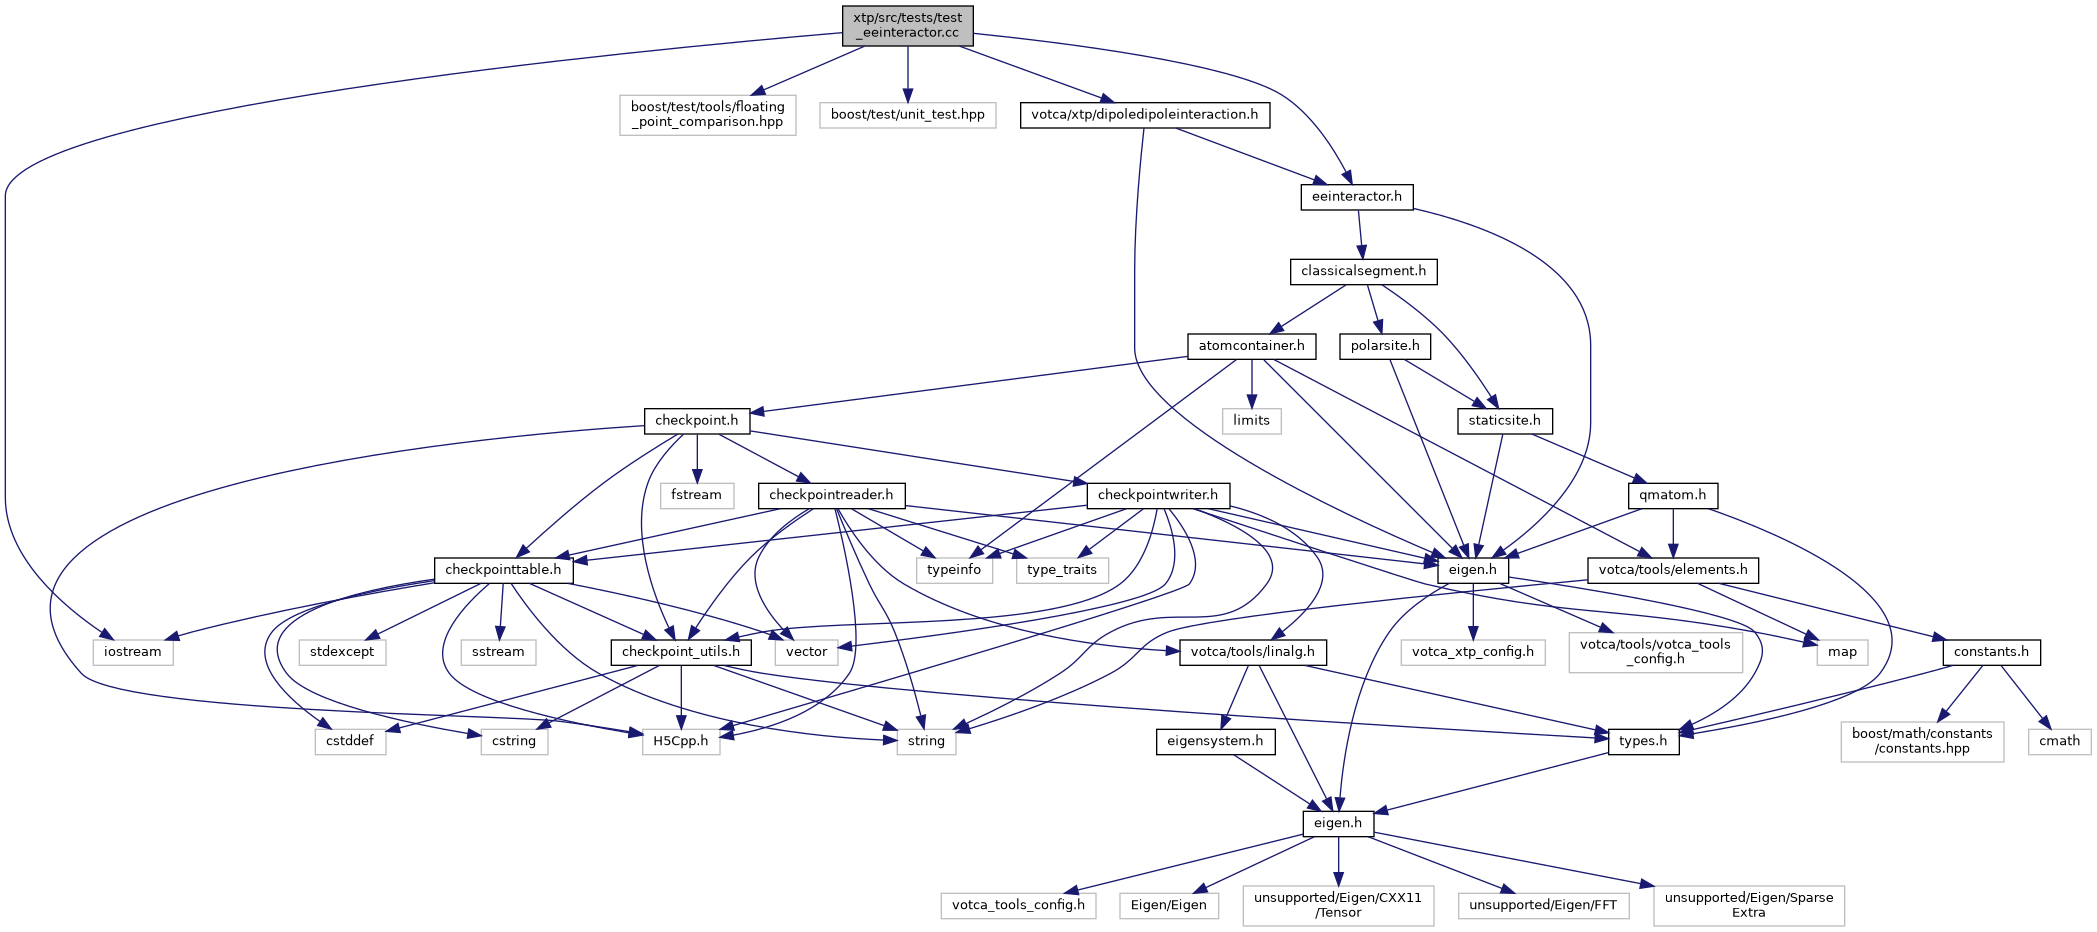 xtp/src/tests/test
_eeinteractor.cc
boost/test/tools/floating
_point_comparison.hpp
boost/test/unit_test.hpp
votca/xtp/dipoledipoleinteraction.h
eeinteractor.h
classicalsegment.h
atomcontainer.h
polarsite.h
checkpoint.h
limits
staticsite.h
fstream
checkpointreader.h
checkpointwriter.h
qmatom.h
checkpointtable.h
typeinfo
type_traits
eigen.h
votca/tools/elements.h
iostream
stdexcept
sstream
checkpoint_utils.h
vector
votca/tools/linalg.h
votca_xtp_config.h
votca/tools/votca_tools
_config.h
map
constants.h
cstddef
cstring
H5Cpp.h
string
eigensystem.h
types.h
boost/math/constants
/constants.hpp
cmath
eigen.h
votca_tools_config.h
Eigen/Eigen
unsupported/Eigen/CXX11
/Tensor
unsupported/Eigen/FFT
unsupported/Eigen/Sparse
Extra